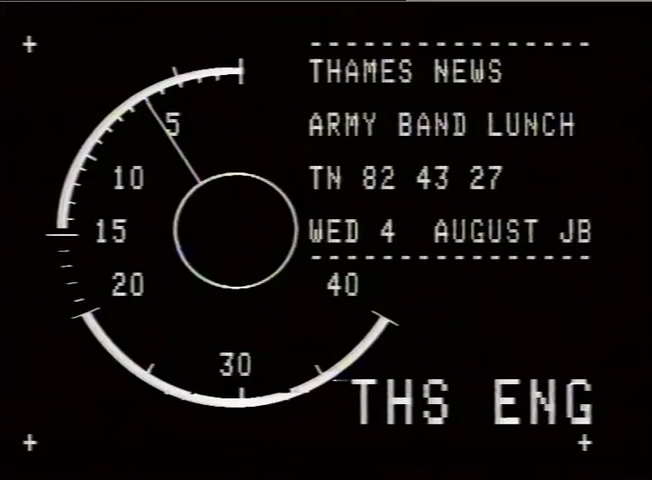 THAMES NEWS
ARMY BAND LUNCH
TN 82 43 27
WED 4 AUGUST JB
5
10
15
20
30
40
THS ENG